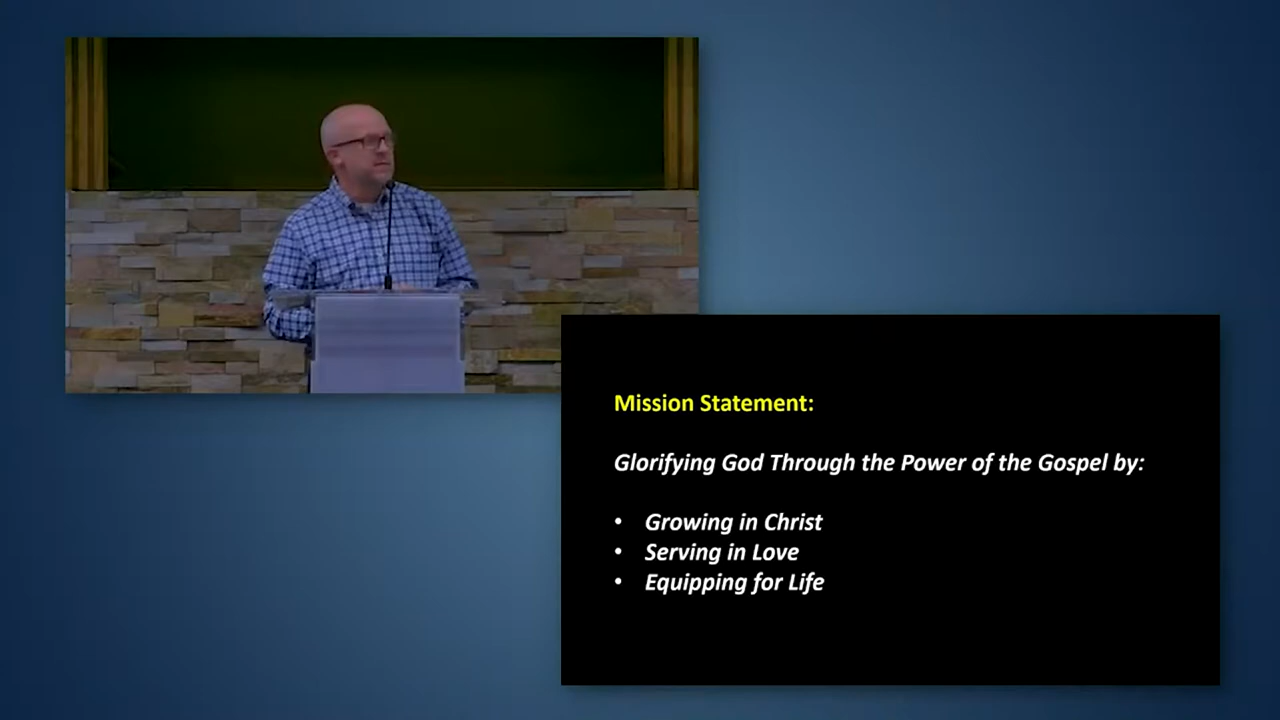 Mission Statement:
Glorifying God Through the Power of the Gospel by:
• Growing in Christ
• Serving in Love
• Equipping for Life